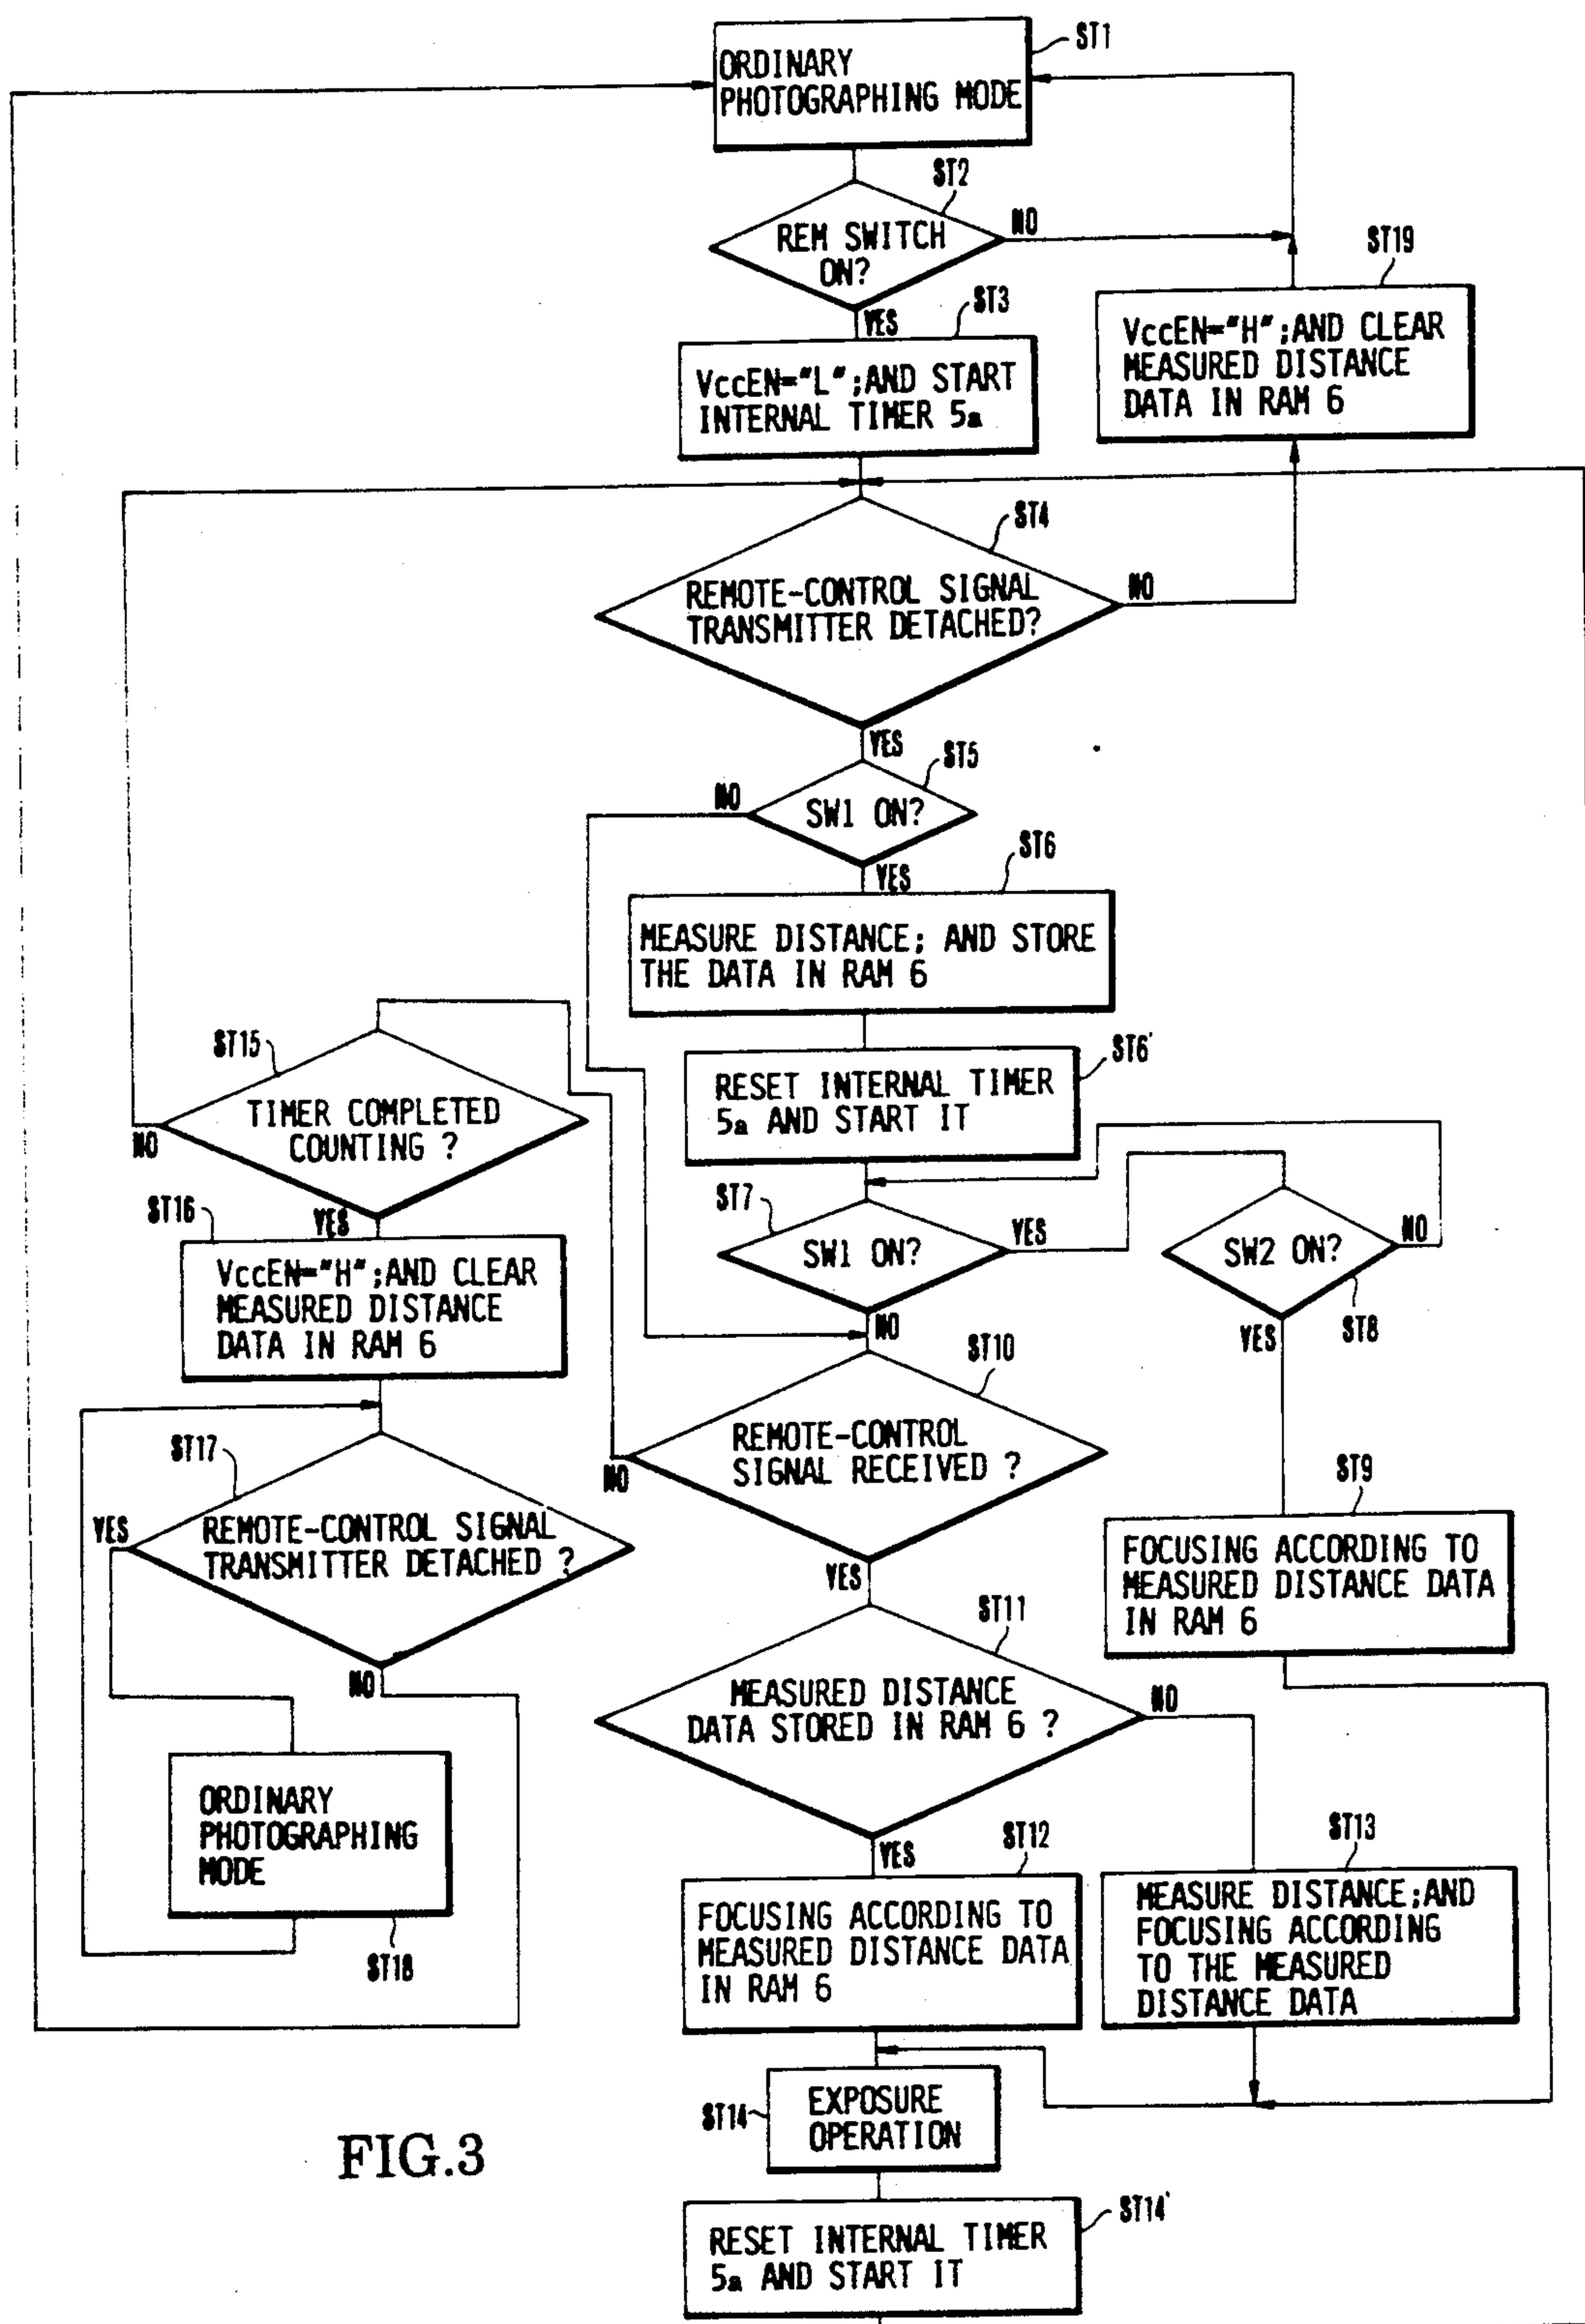 ST1
ORDINARY
PHOTOGRAPHING MODE
ST2
REM SWITCH
ON?
NO
YES
ST3
VccEN="L";AND START
INTERNAL TIMER 5a
ST19
VccEN="H";AND CLEAR
MEASURED DISTANCE
DATA IN RAM 6
ST4
REMOTE-CONTROL SIGNAL
TRANSMITTER DETACHED?
NO
YES
ST5
SW1 ON?
NO
YES
ST6
MEASURE DISTANCE; AND STORE
THE DATA IN RAM 6
ST6'
RESET INTERNAL TIMER
5a AND START IT
ST15
TIMER COMPLETED
COUNTING ?
NO
YES
ST7
SW1 ON?
YES
NO
SW2 ON?
NO
YES
ST8
ST16
VccEN="H";AND CLEAR
MEASURED DISTANCE
DATA IN RAM 6
ST10
REMOTE-CONTROL
SIGNAL RECEIVED ?
NO
YES
ST17
REMOTE-CONTROL SIGNAL
TRANSMITTER DETACHED ?
YES
NO
ST9
FOCUSING ACCORDING TO
MEASURED DISTANCE DATA
IN RAM 6
ST11
MEASURED DISTANCE
DATA STORED IN RAM 6 ?
NO
YES
ORDINARY
PHOTOGRAPHING
MODE
ST18
ST12
FOCUSING ACCORDING TO
MEASURED DISTANCE DATA
IN RAM 6
ST13
MEASURE DISTANCE;AND
FOCUSING ACCORDING
TO THE MEASURED
DISTANCE DATA
ST14
EXPOSURE
OPERATION
FIG.3
ST14'
RESET INTERNAL TIMER
5a AND START IT